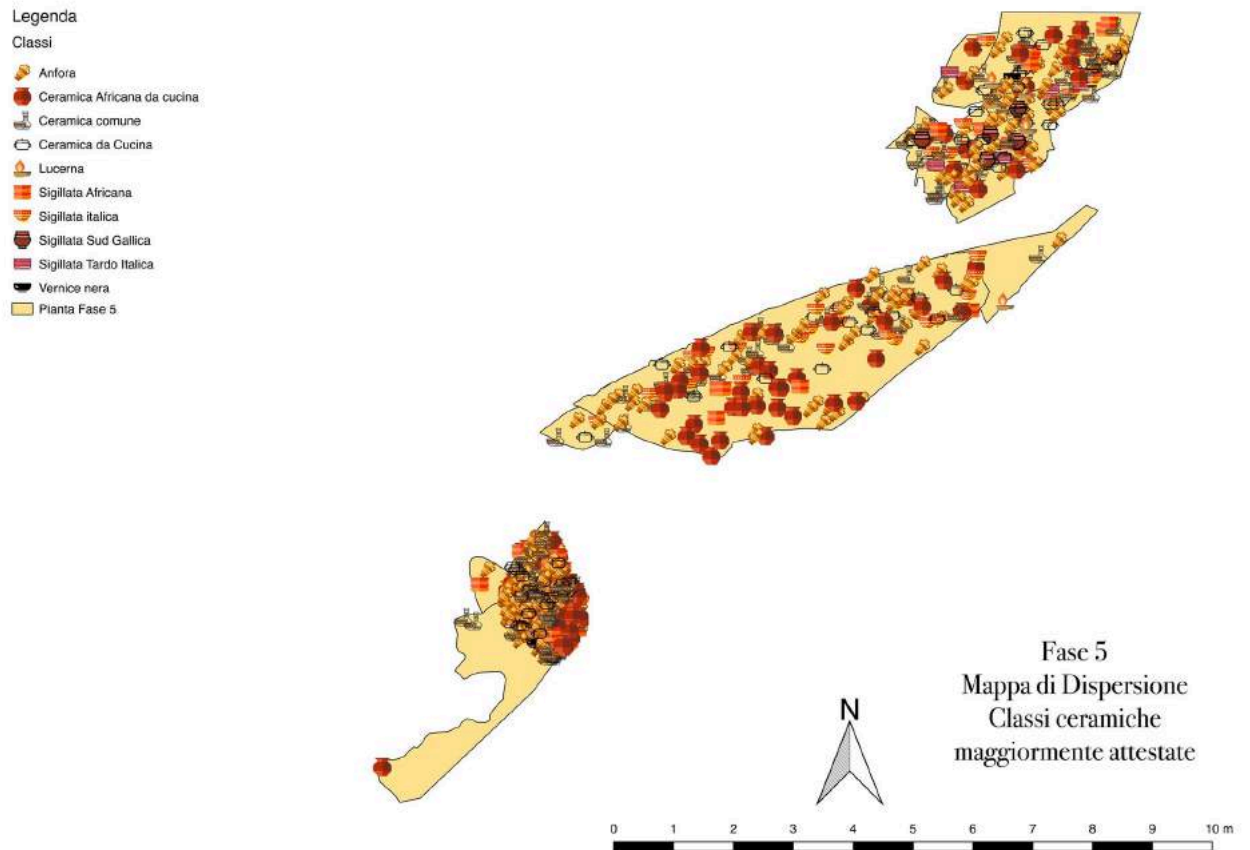 Legenda
Classi
Anfora
Ceramica Africana da cucina
Ceramica comune
Ceramica da Cucina
Lucerna
Sigillata Africana
Sigillata italica
Sigillata Sud Gallica
Sigillata Tardo Italica
Vernice nera
Pianta Fase 5
Fase 5
Mappa di Dispersione
Classi ceramiche
maggiormente attestate
N
0 1 2 3 4 5 6 7 8 9 10 m